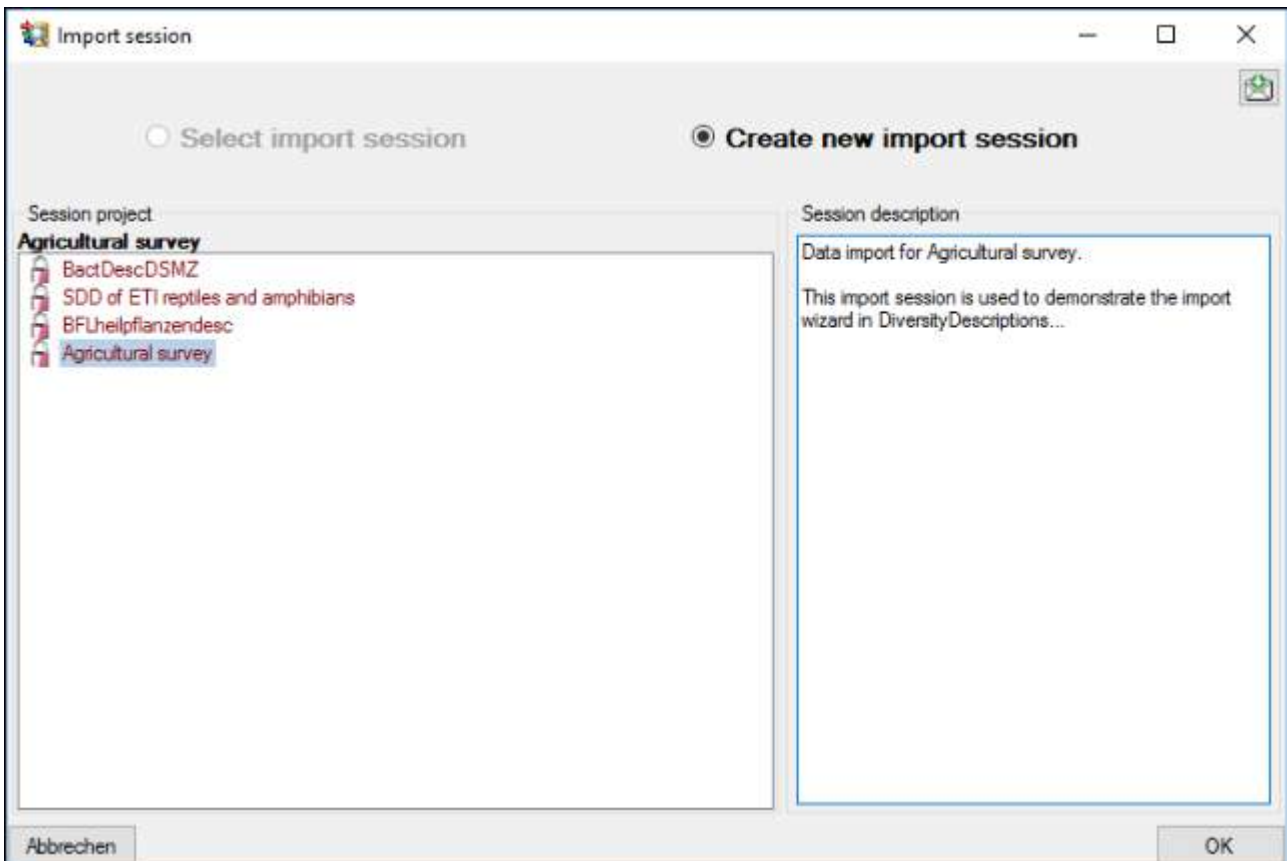 Import session
Select import session
Create new import session
Session project
Agricultural survey
BactDescDSMZ
SDD of ETI reptiles and amphibians
BFLheilpflanzendesc
Agricultural survey
Session description
Data import for Agricultural survey.
This import session is used to demonstrate the import
wizard in DiversityDescriptions...
Abbrechen
OK